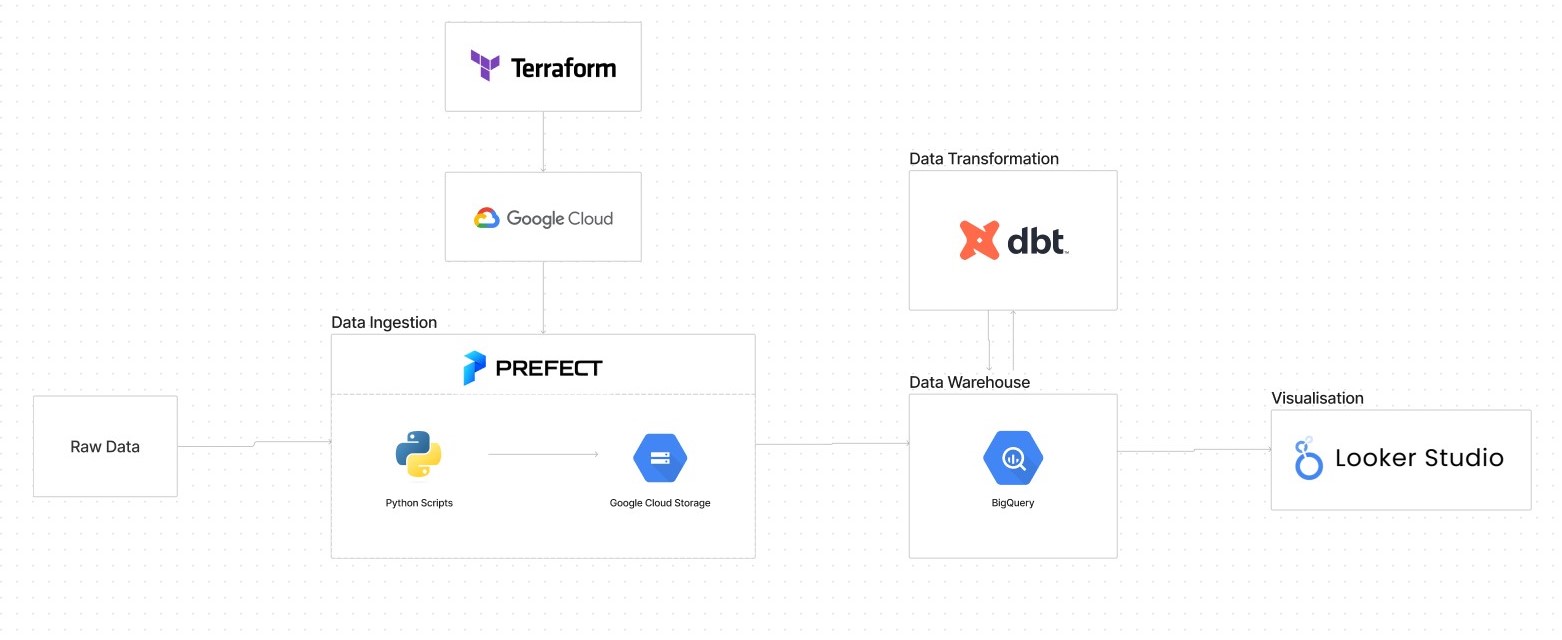 Terraform
Google Cloud
Data Transformation
dbt™
Data Ingestion
PREFECT
Data Warehouse
Visualisation
Raw Data
Looker Studio
Python Scripts
Google Cloud Storage
BigQuery